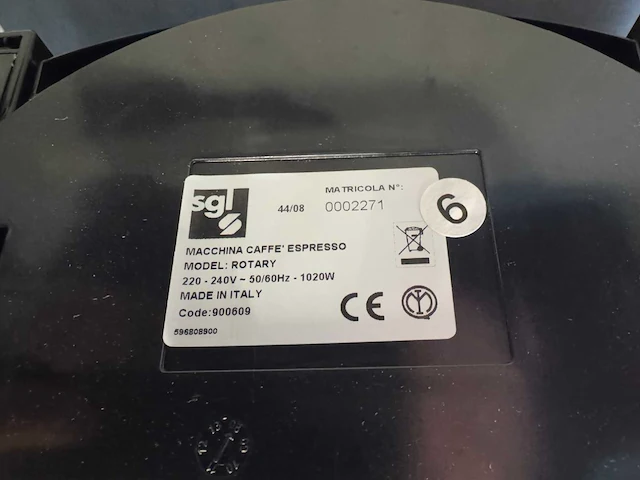 sgl
44/08
MATRICOLA N°:
0002271
6
MACCHINA CAFFE' ESPRESSO
MODEL: ROTARY
220 - 240V ~ 50/60Hz - 1020W
MADE IN ITALY
Code:900609
CE
596808900